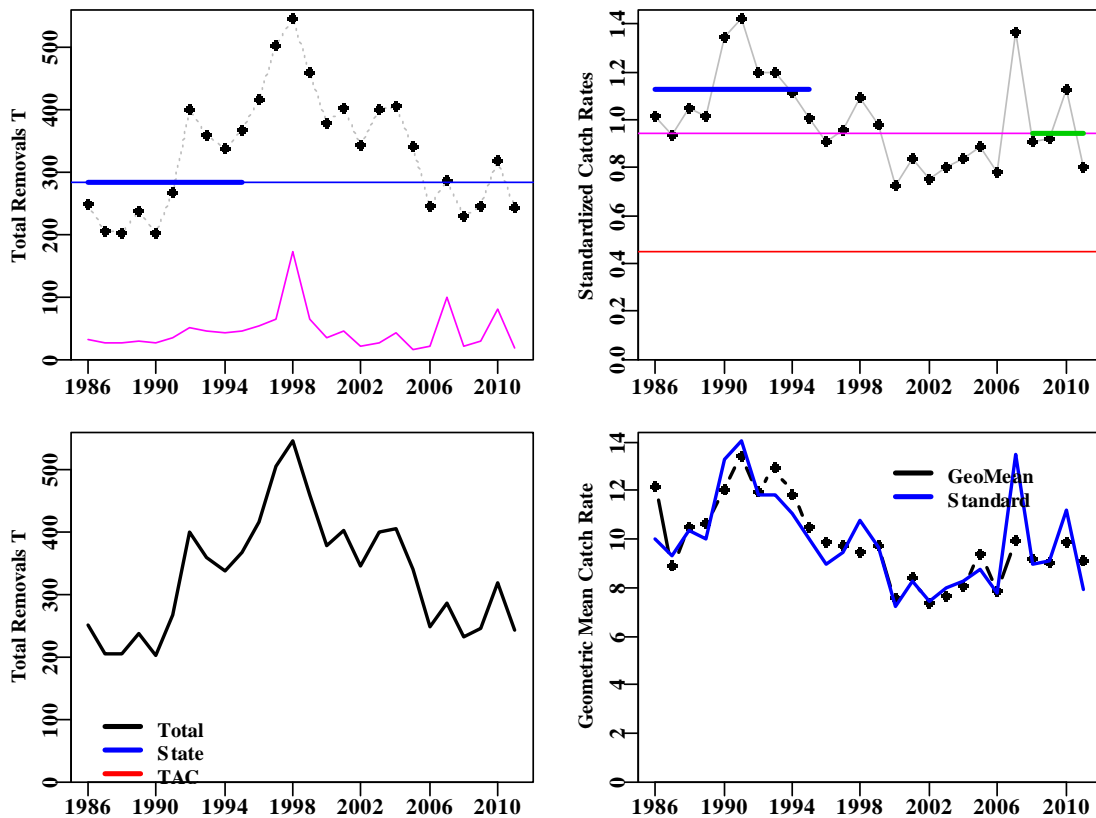 Total Removals T
500
400
300
200
100
0
1986 1990 1994 1998 2002 2006 2010
Standardized Catch Rates
1.4
1.2
1.0
0.8
0.6
0.4
0.2
0.0
1986 1990 1994 1998 2002 2006 2010
Total Removals T
500
400
300
200
100
0
Total
State
TAC
1986 1990 1994 1998 2002 2006 2010
Geometric Mean Catch Rate
14
12
10
8
6
4
2
0
GeoMean
Standard
1986 1990 1994 1998 2002 2006 2010